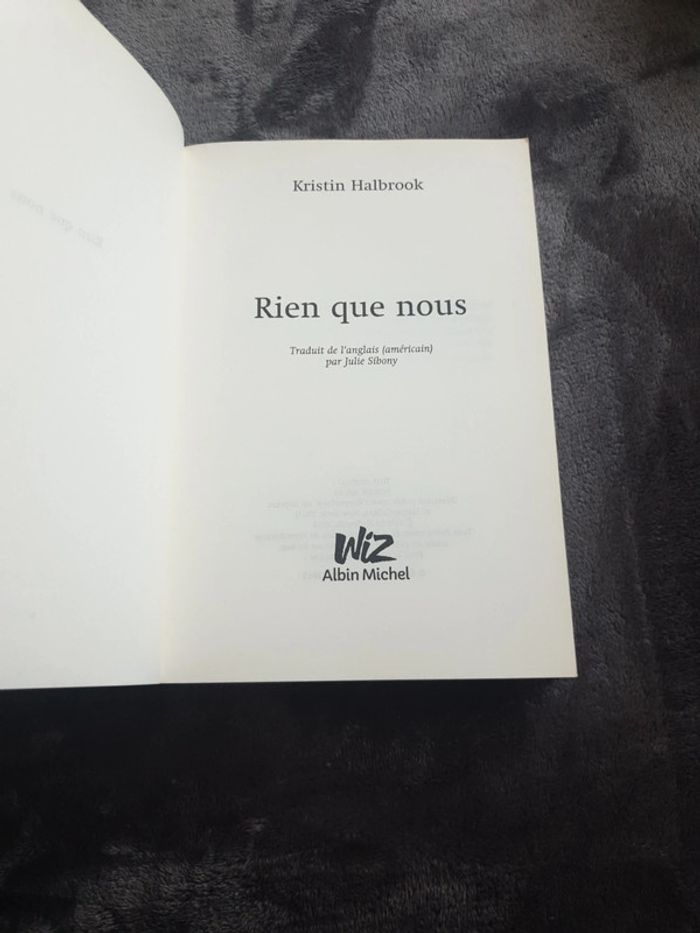 Kristin Halbrook
Rien que nous
Traduit de l'anglais (américain)
par Julie Sibony
Wiz
Albin Michel